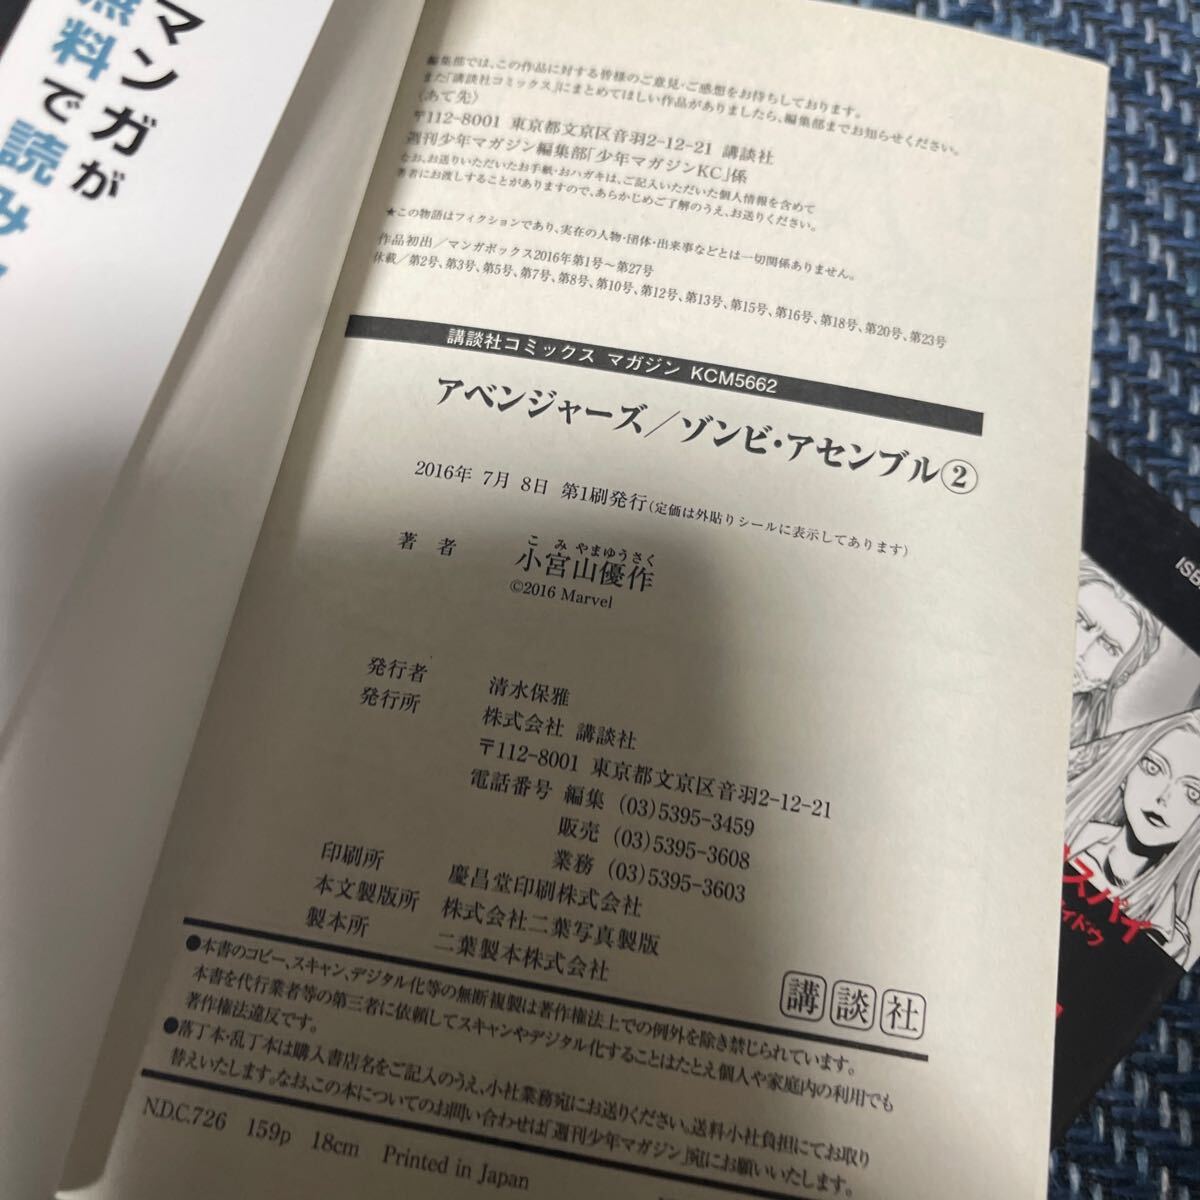 マンガが
無料で読み
編集部では、この作品に対する皆様のご意見・ご感想をお待ちしております。
また「講談社コミックス」にまとめてほしい作品がありましたら、編集部までお知らせください。
〈あて先〉
〒112-8001 東京都文京区音羽2-12-21 講談社
週刊少年マガジン編集部「少年マガジンKC」係
なお、お送りいただいたお手紙・おハガキは、ご記入いただいた個人情報を含めて
著者にお渡しすることがありますので、あらかじめご了解のうえ、お送りください。
★この物語はフィクションであり、実在の人物・団体・出来事などとは一切関係ありません。
作品初出／マンガボックス2016年第1号〜第27号
休載／第2号、第3号、第5号、第7号、第8号、第10号、第12号、第13号、第15号、第16号、第18号、第20号、第23号
講談社コミックス マガジン KCM5662
アベンジャーズ／ゾンビ・アセンブル②
2016年 7月 8日 第1刷発行(定価は外貼りシールに表示してあります)
こみやまゆうさく
著者 小宮山優作
©2016 Marvel
発行者 清水保雅
発行所 株式会社 講談社
〒112-8001 東京都文京区音羽2-12-21
電話番号 編集 (03)5395-3459
販売 (03)5395-3608
業務 (03)5395-3603
印刷所 慶昌堂印刷株式会社
本文製版所 株式会社二葉写真製版
製本所 二葉製本株式会社
講談社
●本書のコピー、スキャン、デジタル化等の無断複製は著作権法上での例外を除き禁じられています。
本書を代行業者等の第三者に依頼してスキャンやデジタル化することはたとえ個人や家庭内の利用でも
著作権法違反です。
●落丁本・乱丁本は購入書店名をご記入のうえ、小社業務宛にお送りください。送料小社負担にてお取り
替えいたします。なお、この本についてのお問い合わせは「週刊少年マガジン」宛にお願いいたします。
N.D.C.726 159p 18cm Printed in Japan
スパイ
イドウ